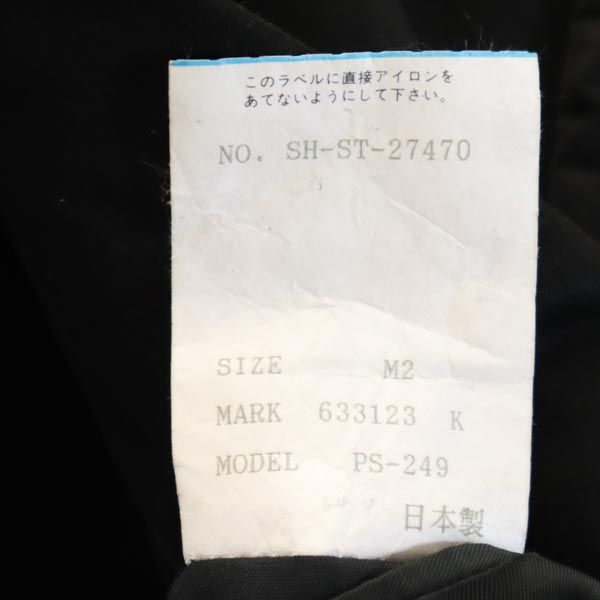 このラベルに直接アイロンを
あてないようにして下さい。
NO. SH-ST-27470
SIZE M2
MARK 633123 K
MODEL PS-249
日本製